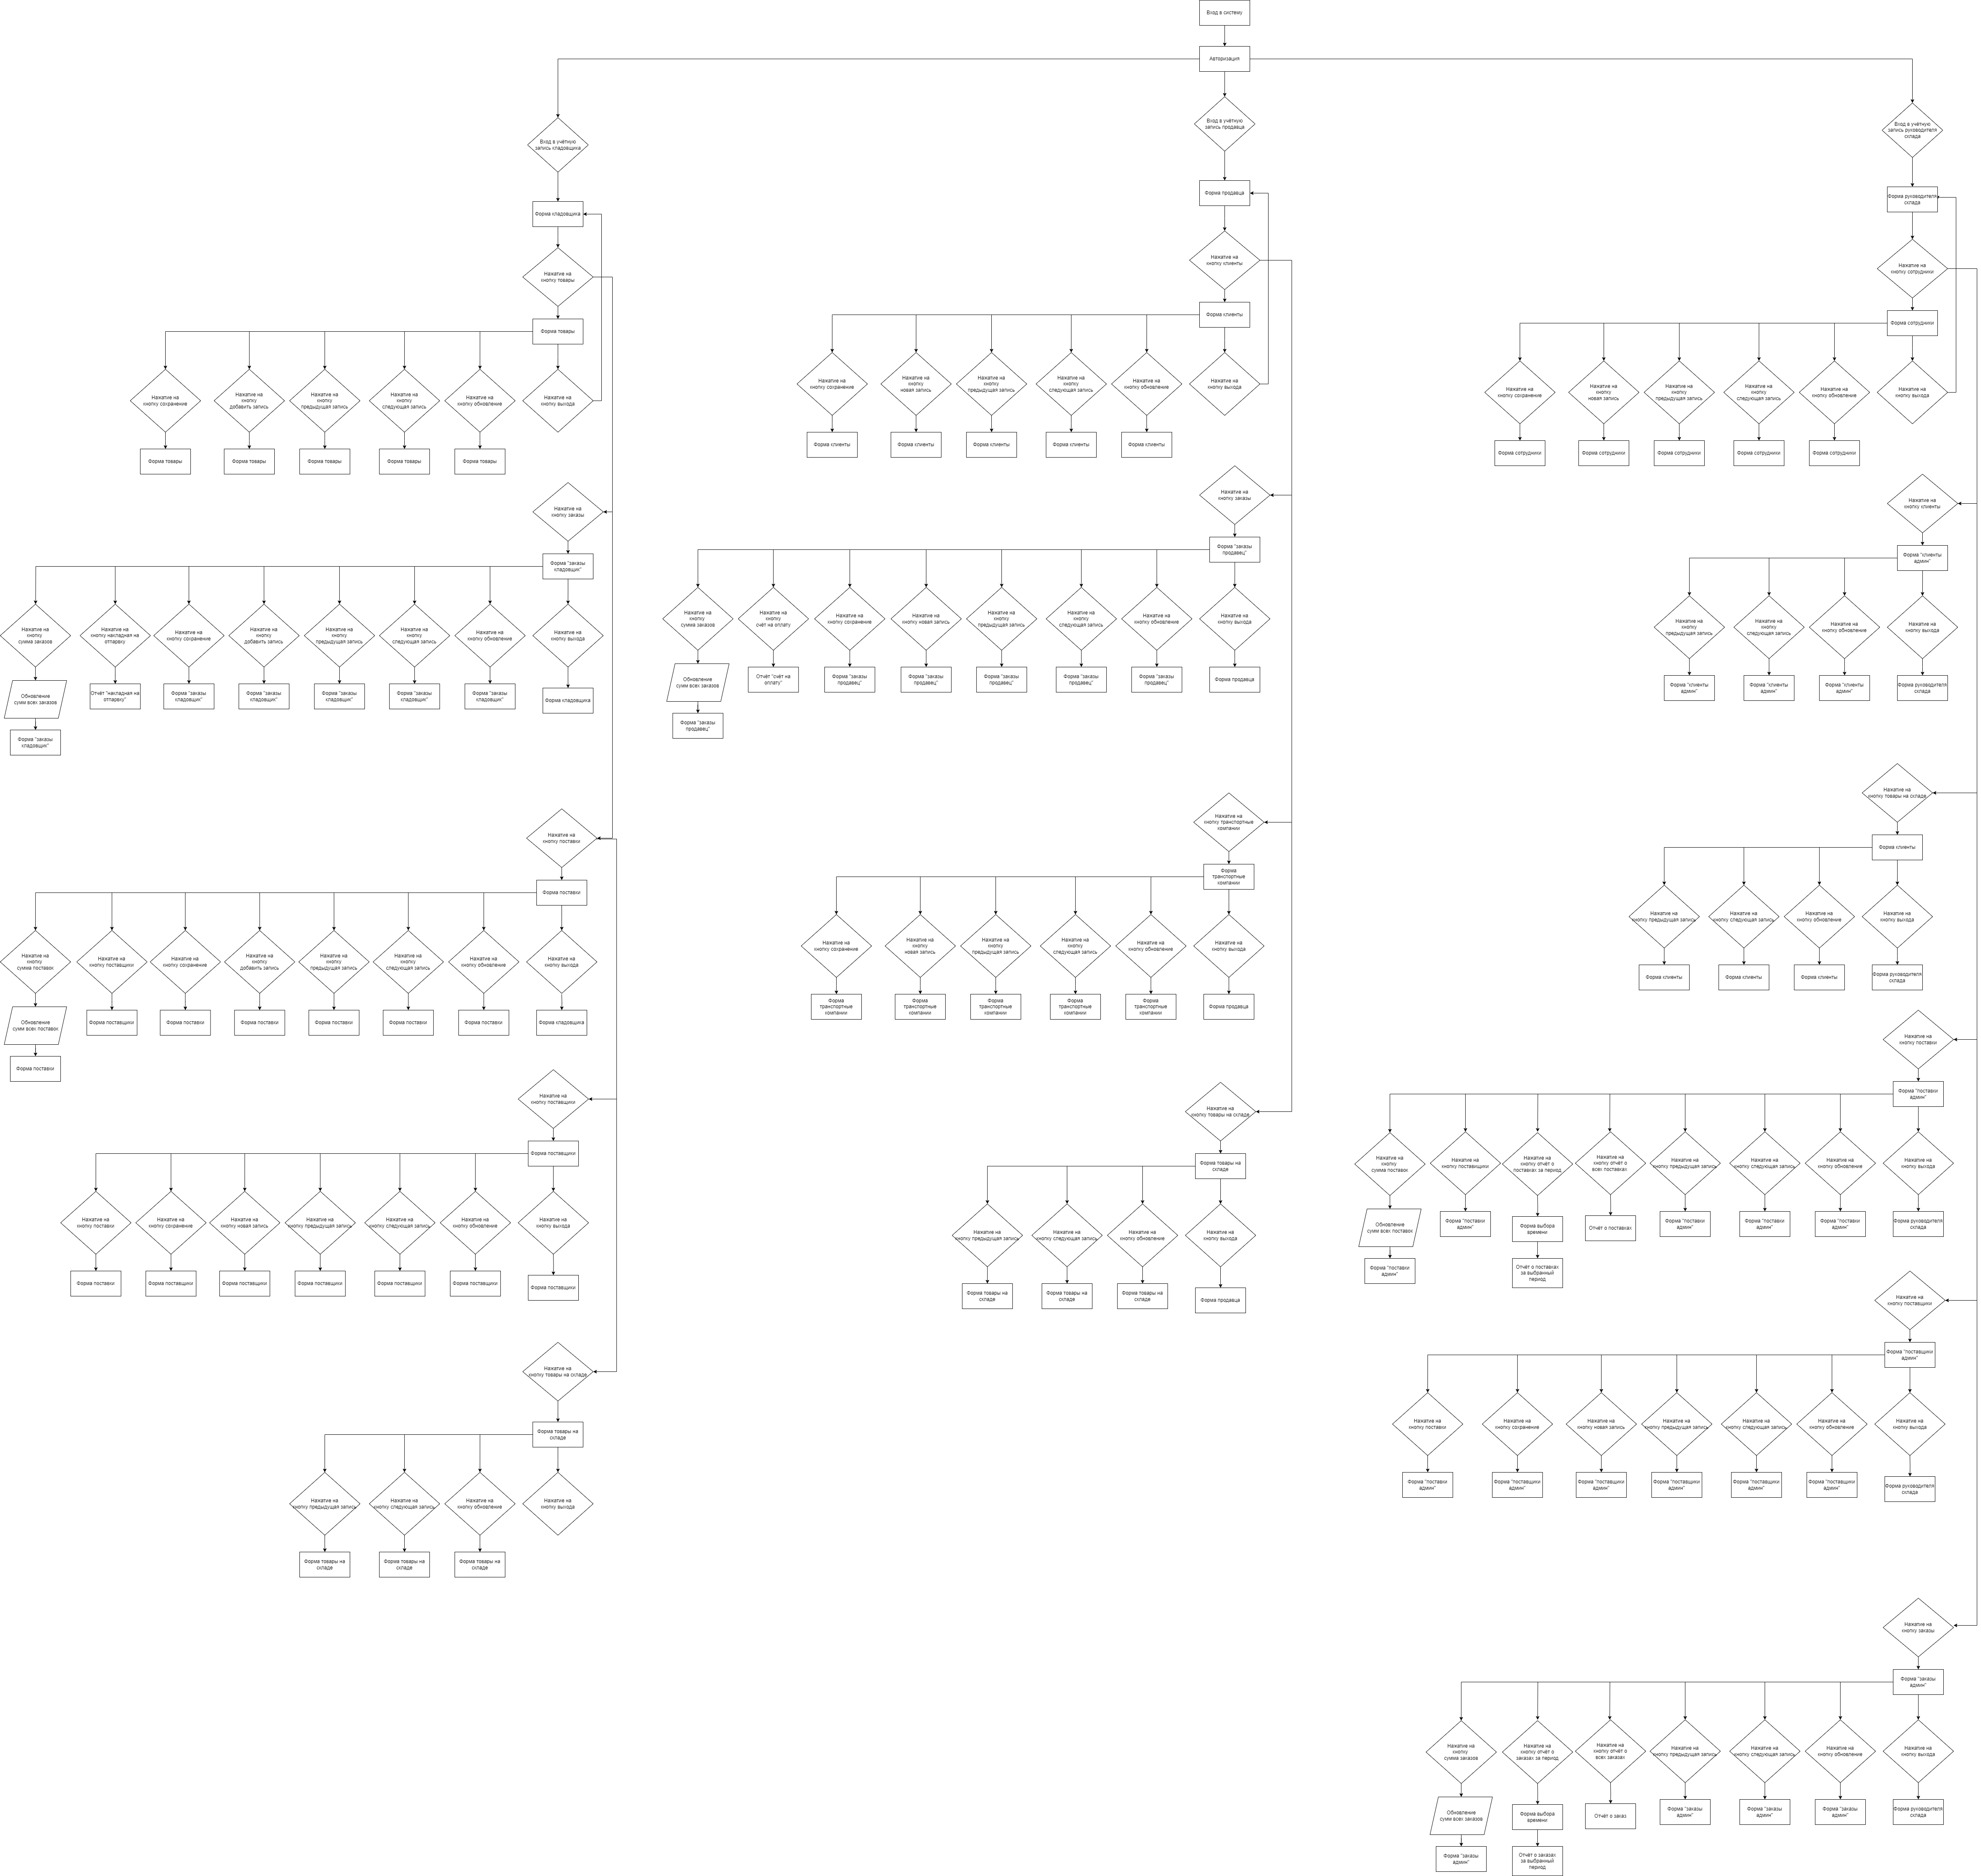 Вход в систему
Авторизация
Вход в учётную
запись кладовщика
Форма кладовщика
Нажатие на
кнопку товары
Форма товары
Нажатие на
кнопку сохранение
Нажатие на
кнопку
добавить запись
Нажатие на
кнопку
предыдущая запись
Нажатие на
кнопку
следующая запись
Нажатие на
кнопку обновление
Нажатие на
кнопку выхода
Форма товары
Форма товары
Форма товары
Форма товары
Форма товары
Нажатие на
кнопку заказы
Форма "заказы
кладовщик"
Нажатие на
кнопку
сумма заказов
Нажатие на
кнопку накладная на
отпарвку
Нажатие на
кнопку сохранение
Нажатие на
кнопку
добавить запись
Нажатие на
кнопку
предыдущая запись
Нажатие на
кнопку
следующая запись
Нажатие на
кнопку обновление
Нажатие на
кнопку выхода
Обновление
сумм всех заказов
Отчёт "накладная на
отпарвку"
Форма "заказы
кладовщик"
Форма "заказы
кладовщик"
Форма "заказы
кладовщик"
Форма "заказы
кладовщик"
Форма "заказы
кладовщик"
Форма кладовщика
Форма "заказы
кладовщик"
Нажатие на
кнопку поставки
Форма поставки
Нажатие на
кнопку
сумма поставок
Нажатие на
кнопку поставщики
Нажатие на
кнопку сохранение
Нажатие на
кнопку
добавить запись
Нажатие на
кнопку
предыдущая запись
Нажатие на
кнопку
следующая запись
Нажатие на
кнопку обновление
Нажатие на
кнопку выхода
Обновление
сумм всех поставок
Форма поставщики
Форма поставки
Форма поставки
Форма поставки
Форма поставки
Форма поставки
Форма кладовщика
Форма поставки
Нажатие на
кнопку поставщики
Форма поставщики
Нажатие на
кнопку поставки
Нажатие на
кнопку сохранение
Нажатие на
кнопку новая запись
Нажатие на
кнопку предыдущая запись
Нажатие на
кнопку следующая запись
Нажатие на
кнопку обновление
Нажатие на
кнопку выхода
Форма поставки
Форма поставщики
Форма поставщики
Форма поставщики
Форма поставщики
Форма поставщики
Форма поставщики
Нажатие на
кнопку товары на складе
Форма товары на
складе
Нажатие на
кнопку предыдущая запись
Нажатие на
кнопку следующая запись
Нажатие на
кнопку обновление
Нажатие на
кнопку выхода
Форма товары на
складе
Форма товары на
складе
Форма товары на
складе
Вход в учётную
запись продавца
Форма продавца
Нажатие на
кнопку клиенты
Форма клиенты
Нажатие на
кнопку сохранение
Нажатие на
кнопку
новая запись
Нажатие на
кнопку
предыдущая запись
Нажатие на
кнопку
следующая запись
Нажатие на
кнопку обновление
Нажатие на
кнопку выхода
Форма клиенты
Форма клиенты
Форма клиенты
Форма клиенты
Форма клиенты
Нажатие на
кнопку заказы
Форма "заказы
продавец"
Нажатие на
кнопку
сумма заказов
Нажатие на
кнопку
счёт на оплату
Нажатие на
кнопку сохранение
Нажатие на
кнопку новая запись
Нажатие на
кнопку
предыдущая запись
Нажатие на
кнопку
следующая запись
Нажатие на
кнопку обновление
Нажатие на
кнопку выхода
Обновление
сумм всех заказов
Отчёт "счёт на
оплату"
Форма "заказы
продавец"
Форма "заказы
продавец"
Форма "заказы
продавец"
Форма "заказы
продавец"
Форма "заказы
продавец"
Форма продавца
Форма "заказы
продавец"
Нажатие на
кнопку транспортные
компании
Форма
транспортные
компании
Нажатие на
кнопку сохранение
Нажатие на
кнопку
новая запись
Нажатие на
кнопку
предыдущая запись
Нажатие на
кнопку
следующая запись
Нажатие на
кнопку обновление
Нажатие на
кнопку выхода
Форма
транспортные
компании
Форма
транспортные
компании
Форма
транспортные
компании
Форма
транспортные
компании
Форма
транспортные
компании
Форма продавца
Нажатие на
кнопку товары на складе
Форма товары на
складе
Нажатие на
кнопку предыдущая запись
Нажатие на
кнопку следующая запись
Нажатие на
кнопку обновление
Нажатие на
кнопку выхода
Форма товары на
складе
Форма товары на
складе
Форма товары на
складе
Форма продавца
Вход в учётную
запись руководителя
склада
Форма руководителя
склада
Нажатие на
кнопку сотрудники
Форма сотрудники
Нажатие на
кнопку сохранение
Нажатие на
кнопку
новая запись
Нажатие на
кнопку
предыдущая запись
Нажатие на
кнопку
следующая запись
Нажатие на
кнопку обновление
Нажатие на
кнопку выхода
Форма сотрудники
Форма сотрудники
Форма сотрудники
Форма сотрудники
Форма сотрудники
Нажатие на
кнопку клиенты
Форма "клиенты
админ"
Нажатие на
кнопку
предыдущая запись
Нажатие на
кнопку
следующая запись
Нажатие на
кнопку обновление
Нажатие на
кнопку выхода
Форма "клиенты
админ"
Форма "клиенты
админ"
Форма "клиенты
админ"
Форма руководителя
склада
Нажатие на
кнопку товары на складе
Форма клиенты
Нажатие на
кнопку предыдущая запись
Нажатие на
кнопку следующая запись
Нажатие на
кнопку обновление
Нажатие на
кнопку выхода
Форма клиенты
Форма клиенты
Форма клиенты
Форма руководителя
склада
Нажатие на
кнопку поставки
Форма "поставки
админ"
Нажатие на
кнопку
сумма поставок
Нажатие на
кнопку поставщики
Нажатие на
кнопку отчёт о
поставках за период
Нажатие на
кнопку отчёт о
всех поставках
Нажатие на
кнопку предыдущая запись
Нажатие на
кнопку следующая запись
Нажатие на
кнопку обновление
Нажатие на
кнопку выхода
Обновление
сумм всех поставок
Форма "поставки
админ"
Форма выбора
времени
Отчёт о поставках
Форма "поставки
админ"
Форма "поставки
админ"
Форма "поставки
админ"
Форма руководителя
склада
Форма "поставки
админ"
Отчёт о поставках
за выбранный
период
Нажатие на
кнопку поставщики
Форма "поставщики
админ"
Нажатие на
кнопку поставки
Нажатие на
кнопку сохранение
Нажатие на
кнопку новая запись
Нажатие на
кнопку предыдущая запись
Нажатие на
кнопку следующая запись
Нажатие на
кнопку обновление
Нажатие на
кнопку выхода
Форма "поставки
админ"
Форма "поставщики
админ"
Форма "поставщики
админ"
Форма "поставщики
админ"
Форма "поставщики
админ"
Форма "поставщики
админ"
Форма руководителя
склада
Нажатие на
кнопку заказы
Форма "заказы
админ"
Нажатие на
кнопку
сумма заказов
Нажатие на
кнопку отчёт о
заказах за период
Нажатие на
кнопку отчёт о
всех заказах
Нажатие на
кнопку предыдущая запись
Нажатие на
кнопку следующая запись
Нажатие на
кнопку обновление
Нажатие на
кнопку выхода
Обновление
сумм всех заказов
Форма выбора
времени
Отчёт о заказ
Форма "заказы
админ"
Форма "заказы
админ"
Форма "заказы
админ"
Форма руководителя
склада
Форма "заказы
админ"
Отчёт о заказах
за выбранный
период